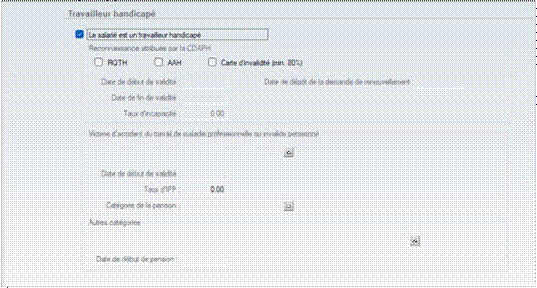 Travailleur handicapé
Le salarié est un travailleur handicapé
Reconnaissance attribuée par la CDAPH
RQTH AAH Carte d'invalidité (min. 80%)
Date de début de validité : Date de dépôt de la demande de renouvellement
Date de fin de validité
Taux d'incapacité : 0.00
Victime d'accident du travail, de maladie professionnelle ou invalide pensionné
Date de début de validité
Taux d'IPP : 0.00
Catégorie de la pension :
Autres catégories
Date de début de pension :